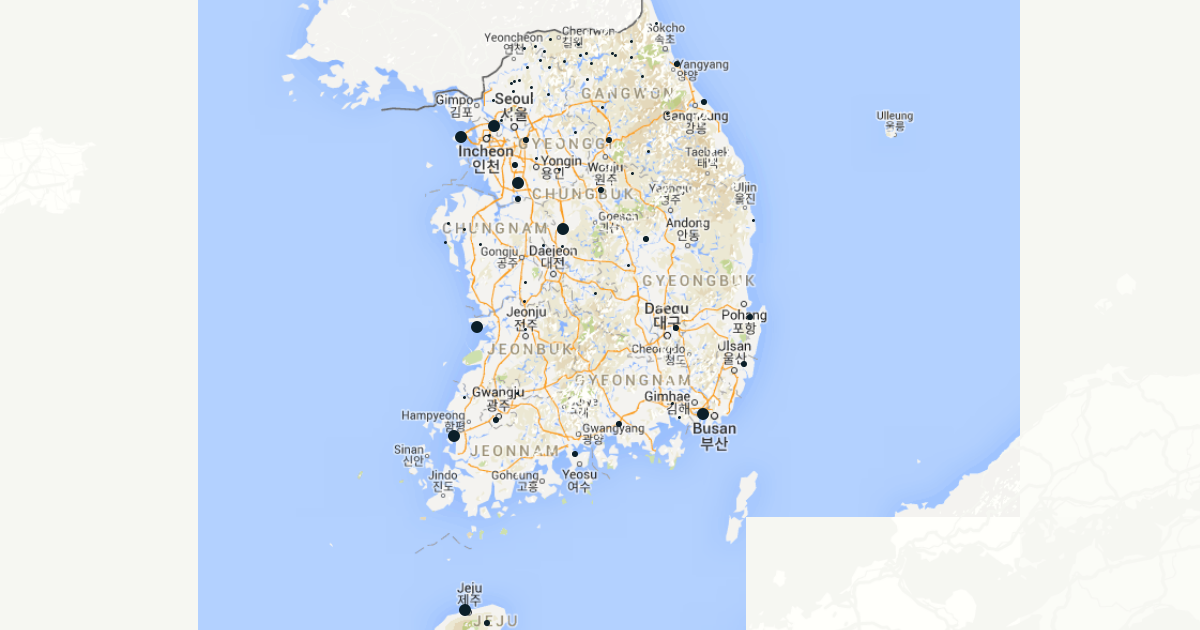 Sokcho
속초
Cheorwon
철원
Yeoncheon
연천
Yangyang
양양
GANGWON
Gimpo
김포
Seoul
서울
Gangneung
강릉
Ulleung
울릉
Incheon
인천
GYEONGGI
Taebaek
태백
Yongin
용인
Wonju
원주
CHUNGBUK
Yeongju
영주
Uljin
울진
Goesan
괴산
CHUNGNAM
Andong
안동
Gongju
공주
Daejeon
대전
GYEONGBUK
Jeonju
전주
Daegu
대구
Pohang
포항
JEONBUK
Cheongdo
청도
Ulsan
울산
GYEONGNAM
Gwangju
광주
Gimhae
김해
Hampyeong
함평
Gwangyang
광양
Busan
부산
Sinan
신안
JEONNAM
Jindo
진도
Goheung
고흥
Yeosu
여수
Jeju
제주
JEJU